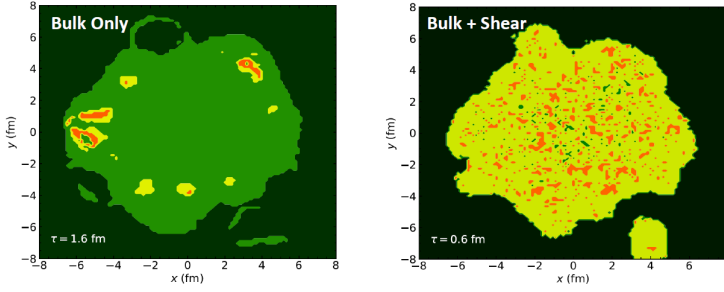 Bulk Only
8
6
4
2
0
−2
−4
−6
−8
y (fm)
τ = 1.6 fm
−8 −6 −4 −2 0 2 4 6 8
x (fm)
Bulk + Shear
8
6
4
2
0
−2
−4
−6
−8
y (fm)
τ = 0.6 fm
−8 −6 −4 −2 0 2 4 6
x (fm)